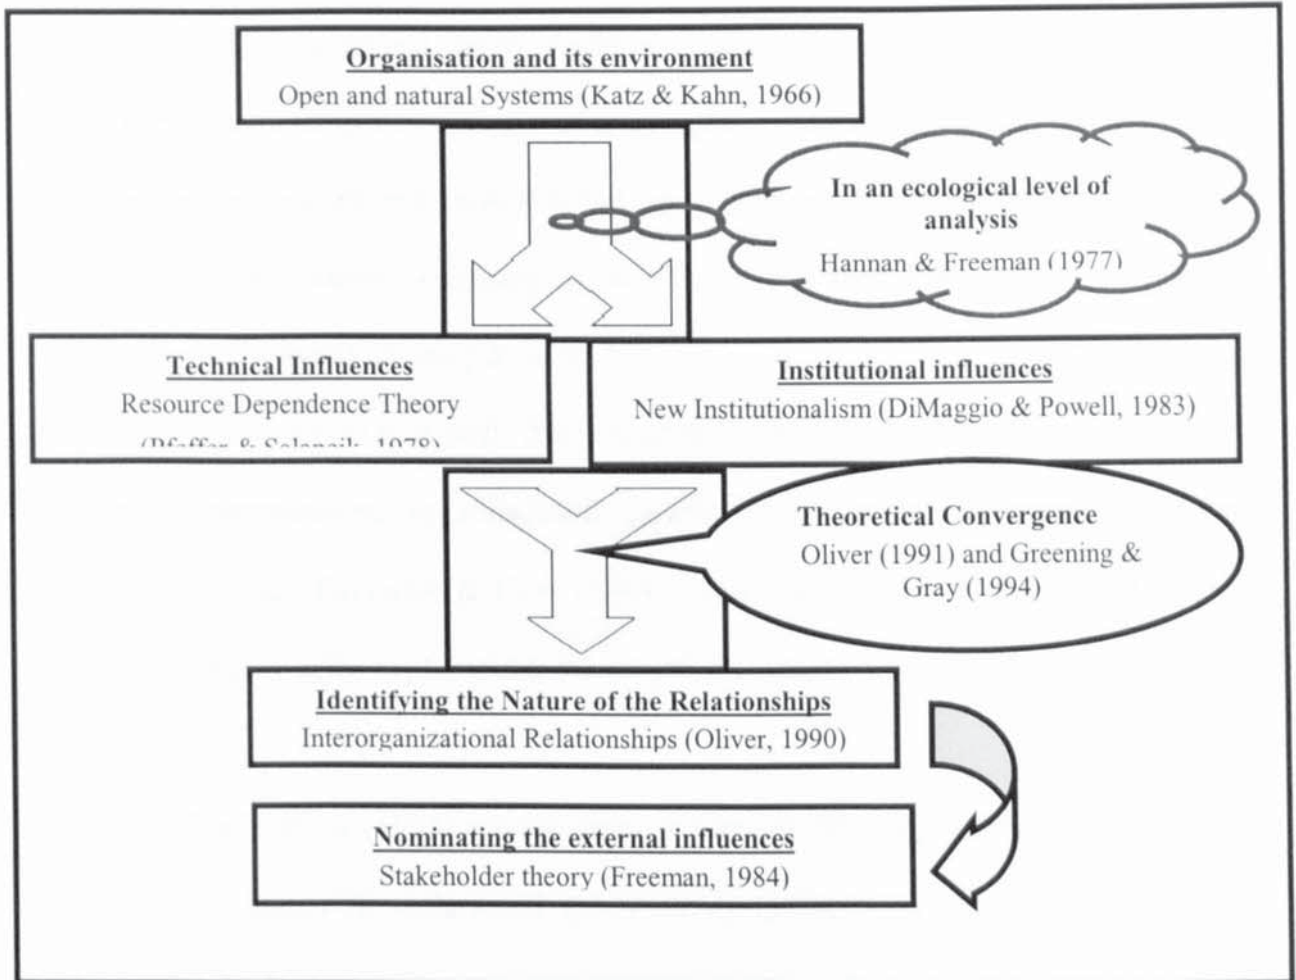 Organisation and its environment
Open and natural Systems (Katz & Kahn, 1966)
In an ecological level of
analysis
Hannan & Freeman (1977)
Technical Influences
Resource Dependence Theory
Institutional influences
New Institutionalism (DiMaggio & Powell, 1983)
Theoretical Convergence
Oliver (1991) and Greening &
Gray (1994)
Identifying the Nature of the Relationships
Interorganizational Relationships (Oliver, 1990)
Nominating the external influences
Stakeholder theory (Freeman, 1984)